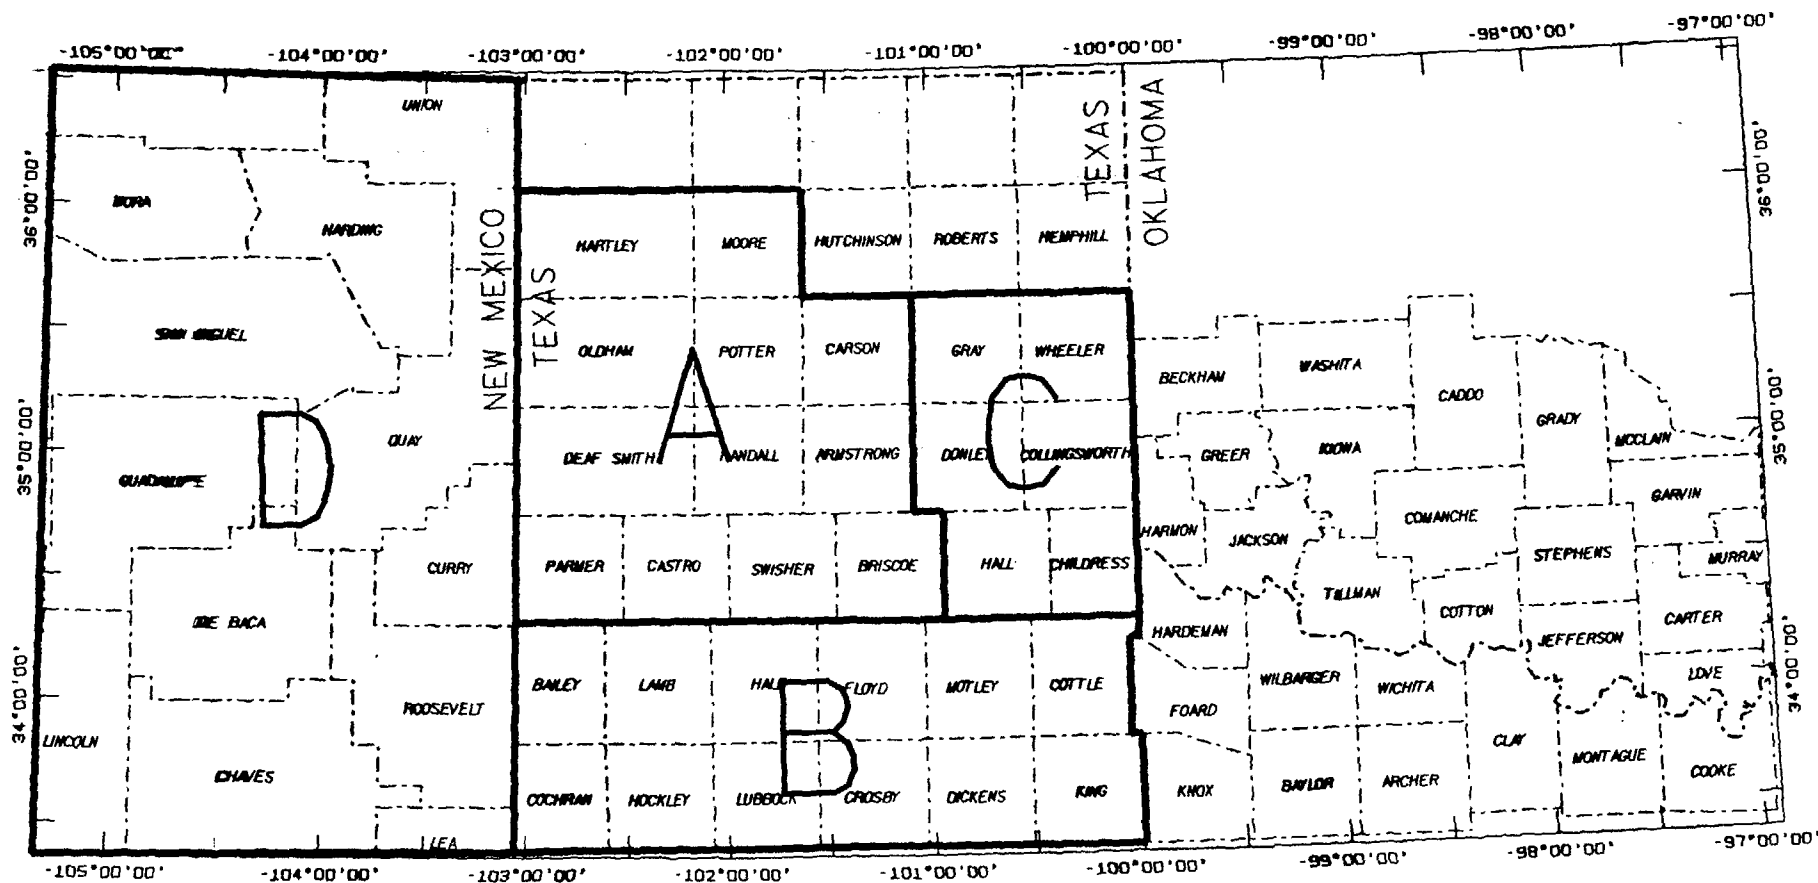 -105°00'00" -104°00'00" -103°00'00" -102°00'00" -101°00'00" -100°00'00" -99°00'00" -98°00'00" -97°00'00"
36°00'00"
35°00'00"
34°00'00"
UNION
MORA
HARDING
SAN MIGUEL
GUADALUPE
QUAY
CURRY
DE BACA
ROOSEVELT
LINCOLN
CHAVES
LEA
D
NEW MEXICO
TEXAS
HARTLEY MOORE HUTCHINSON ROBERTS HEMPHILL
OLDHAM POTTER CARSON GRAY WHEELER
A
C
DEAF SMITH RANDALL ARMSTRONG DONLEY COLLINGSWORTH
PARMER CASTRO SWISHER BRISCOE HALL CHILDRESS
BAILEY LAMB HALE FLOYD MOTLEY COTTLE
B
COCHRAN HOCKLEY LUBBOCK CROSBY DICKENS KING
TEXAS
OKLAHOMA
BECKHAM WASHITA CADDO GRADY MCCLAIN
GREER KIOWA GARVIN
HARMON JACKSON COMANCHE STEPHENS MURRAY
TILLMAN COTTON JEFFERSON CARTER
HARDEMAN LOVE
FOARD WILBARGER WICHITA CLAY MONTAGUE COOKE
KNOX BAYLOR ARCHER
36°00'00"
35°00'00"
34°00'00"
-105°00'00" -104°00'00" -103°00'00" -102°00'00" -101°00'00" -100°00'00" -99°00'00" -98°00'00" -97°00'00"